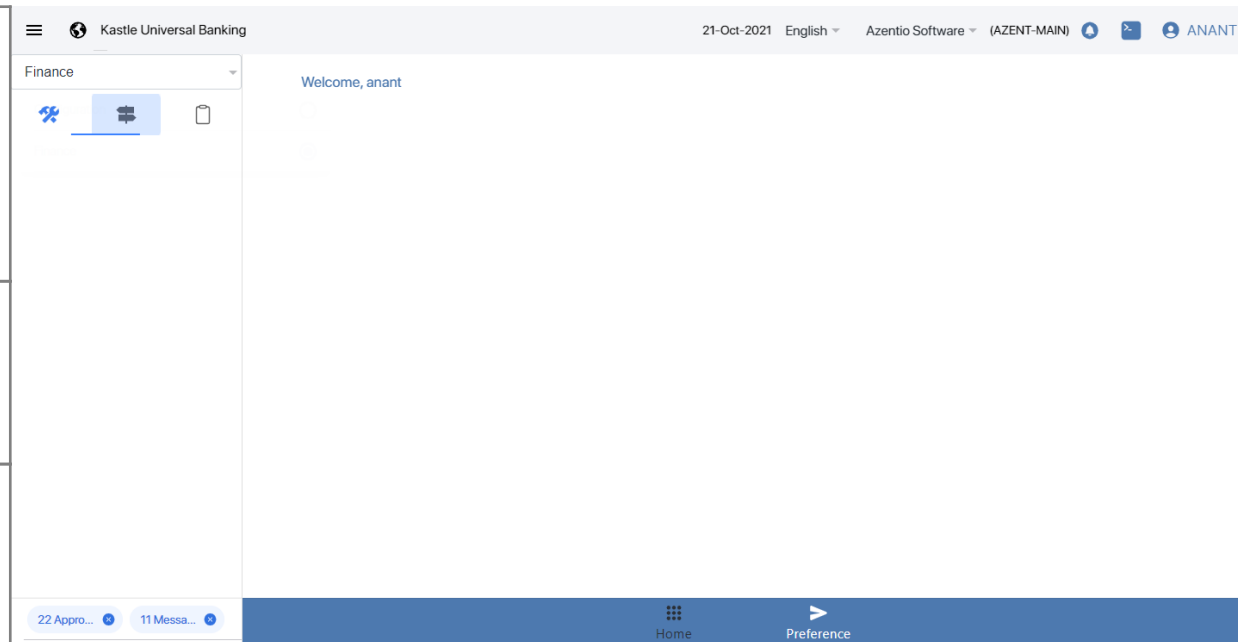 Kastle Universal Banking 21-Oct-2021 English Azentio Software (AZENT-MAIN) ANANT
Finance
Welcome, anant
22 Appro... 11 Messa...
Home Preference